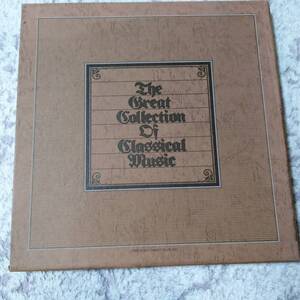 The
Great
Collection
Of
Classical
Music